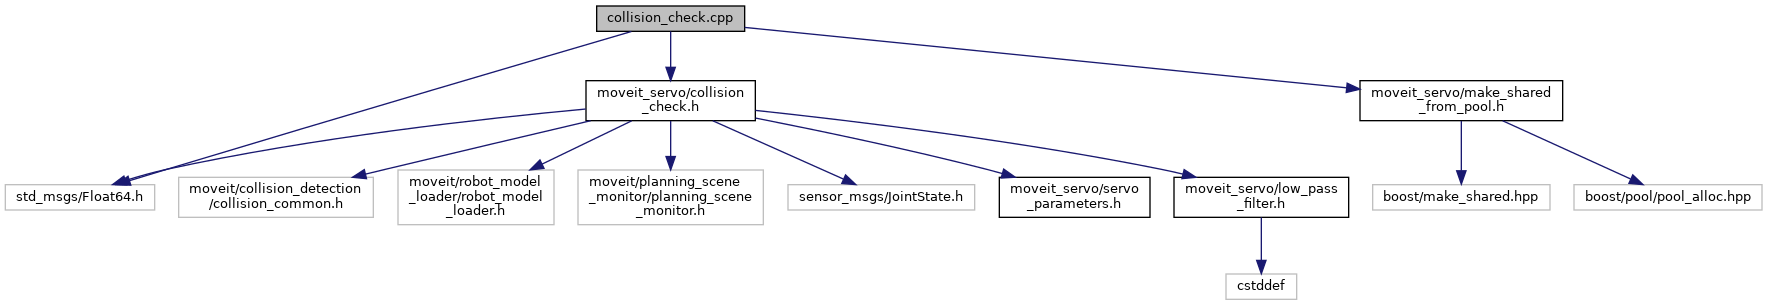 collision_check.cpp
moveit_servo/collision
_check.h
moveit_servo/make_shared
_from_pool.h
std_msgs/Float64.h
moveit/collision_detection
/collision_common.h
moveit/robot_model
_loader/robot_model
_loader.h
moveit/planning_scene
_monitor/planning_scene
_monitor.h
sensor_msgs/JointState.h
moveit_servo/servo
_parameters.h
moveit_servo/low_pass
_filter.h
boost/make_shared.hpp
boost/pool/pool_alloc.hpp
cstddef